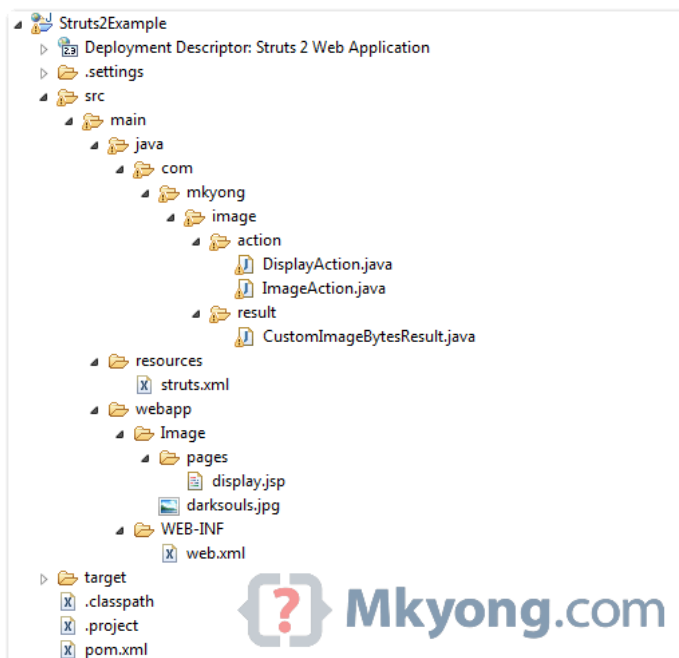 Struts2Example
2.3 Deployment Descriptor: Struts 2 Web Application
.settings
src
main
java
com
mkyong
image
action
J DisplayAction.java
J ImageAction.java
result
J CustomImageBytesResult.java
resources
X struts.xml
webapp
Image
pages
display.jsp
darksouls.jpg
WEB-INF
X web.xml
target
X .classpath
X .project
X pom.xml
{?} Mkyong.com